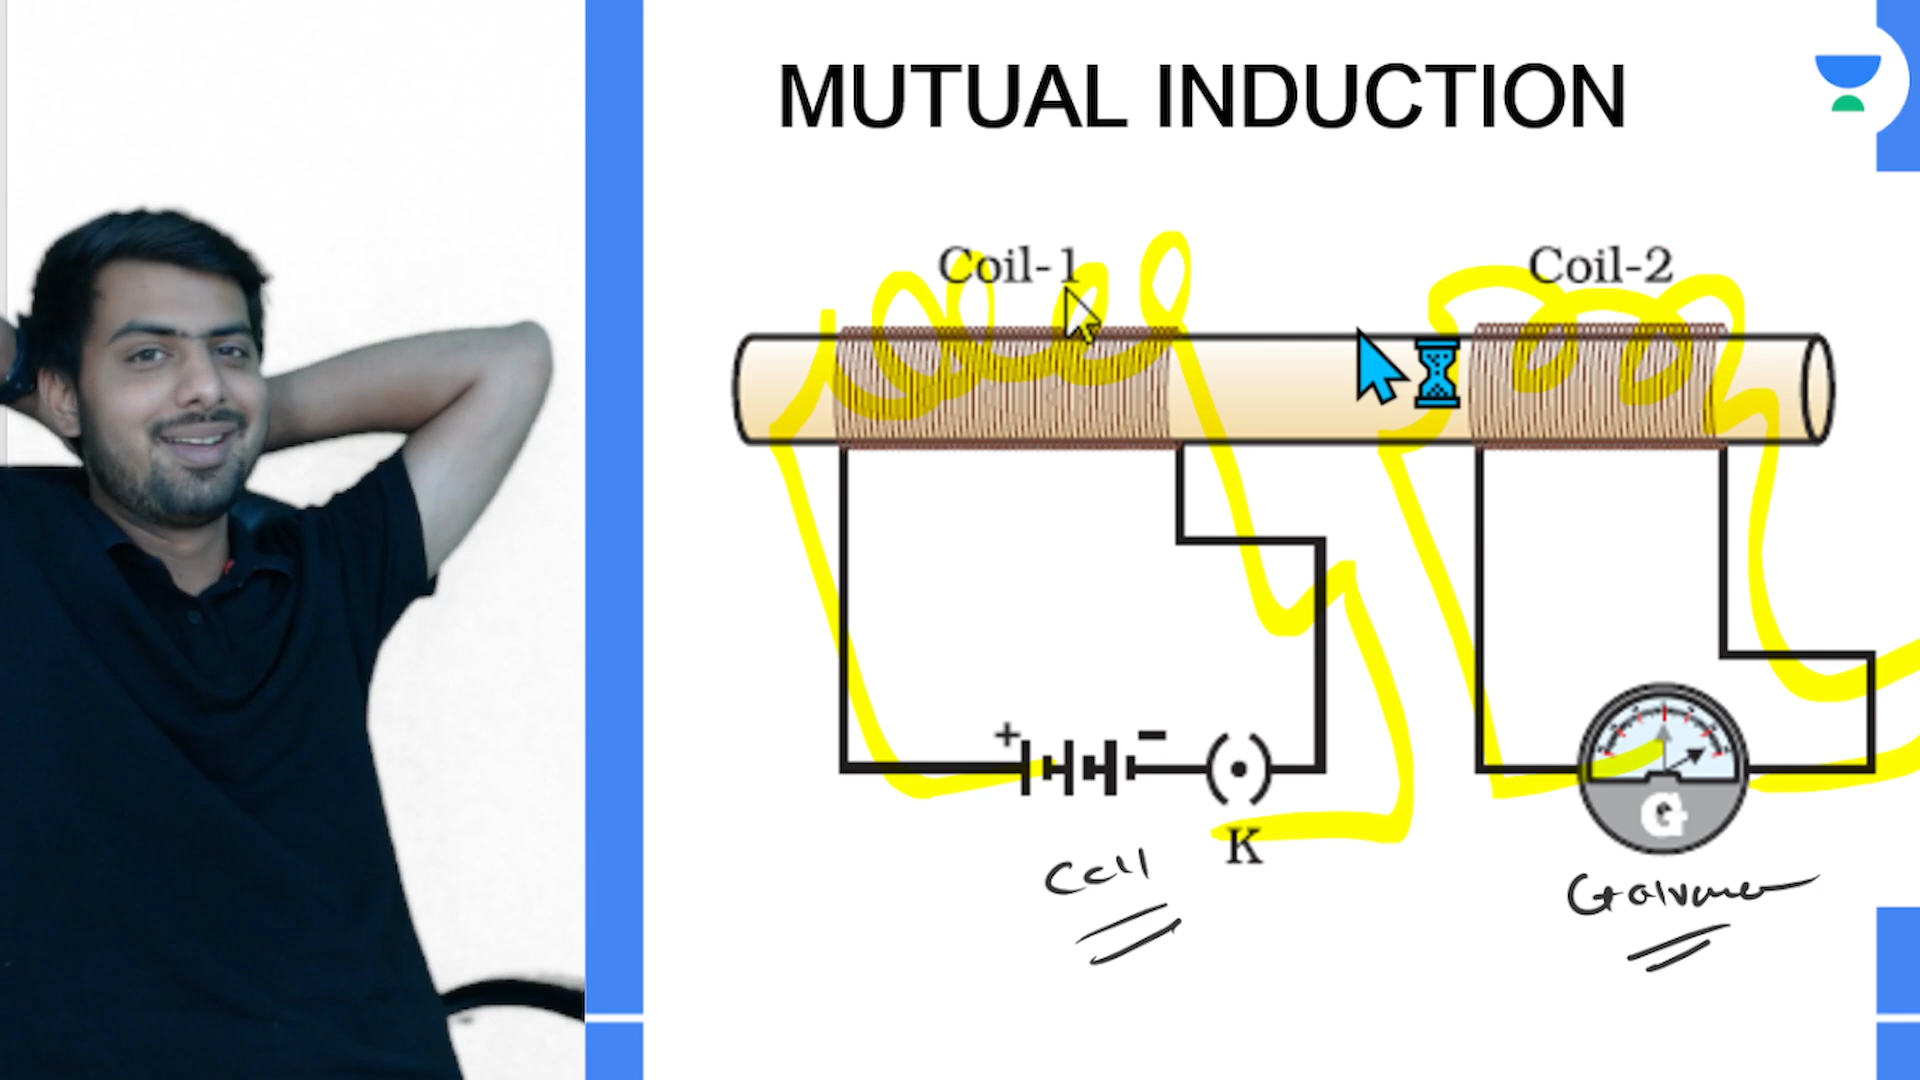 MUTUAL INDUCTION
Coil-1 Coil-2
+ −
G
K
Cell